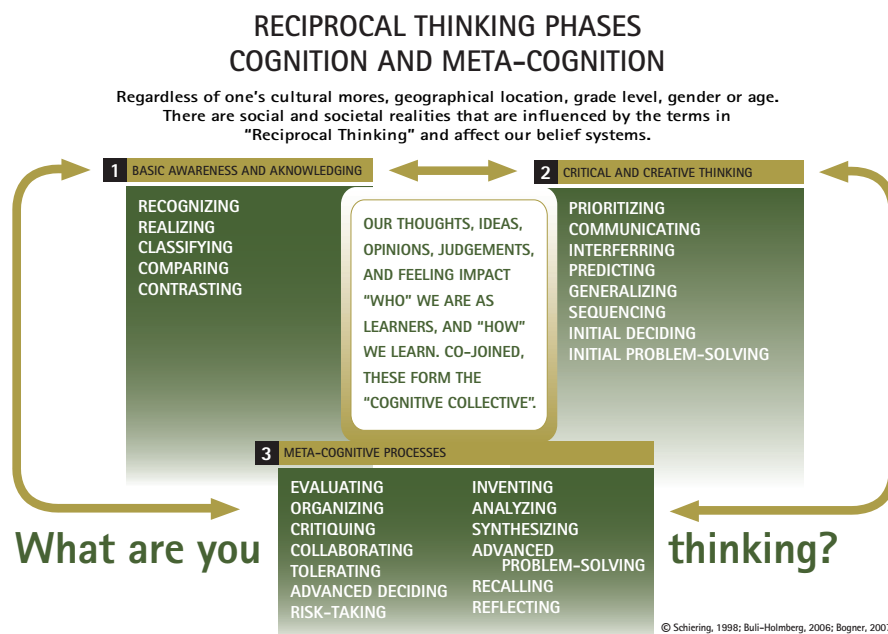 RECIPROCAL THINKING PHASES
COGNITION AND META-COGNITION
Regardless of one's cultural mores, geographical location, grade level, gender or age.
There are social and societal realities that are influenced by the terms in
"Reciprocal Thinking" and affect our belief systems.
1 BASIC AWARENESS AND AKNOWLEDGING
RECOGNIZING
REALIZING
CLASSIFYING
COMPARING
CONTRASTING
OUR THOUGHTS, IDEAS,
OPINIONS, JUDGEMENTS,
AND FEELING IMPACT
"WHO" WE ARE AS
LEARNERS, AND "HOW"
WE LEARN. CO-JOINED,
THESE FORM THE
"COGNITIVE COLLECTIVE".
2 CRITICAL AND CREATIVE THINKING
PRIORITIZING
COMMUNICATING
INTERFERRING
PREDICTING
GENERALIZING
SEQUENCING
INITIAL DECIDING
INITIAL PROBLEM-SOLVING
3 META-COGNITIVE PROCESSES
EVALUATING
ORGANIZING
CRITIQUING
COLLABORATING
TOLERATING
ADVANCED DECIDING
RISK-TAKING
INVENTING
ANALYZING
SYNTHESIZING
ADVANCED
PROBLEM-SOLVING
RECALLING
REFLECTING
What are you thinking?
© Schiering, 1998; Buli-Holmberg, 2006; Bogner, 2007